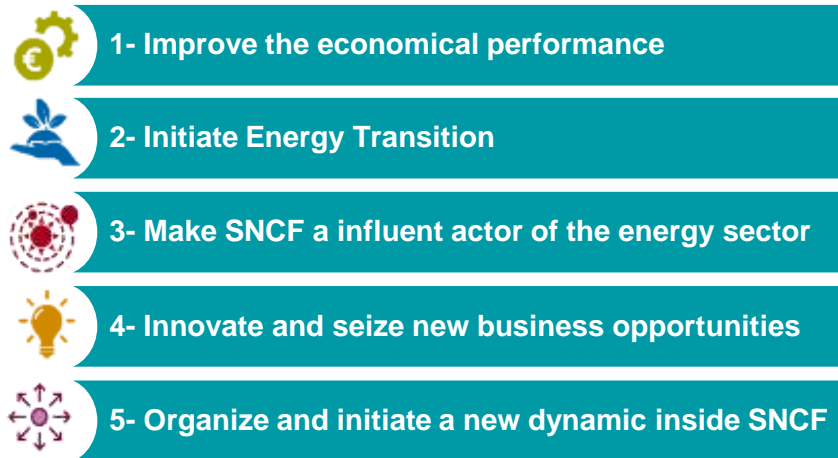 1- Improve the economical performance
2- Initiate Energy Transition
3- Make SNCF a influent actor of the energy sector
4- Innovate and seize new business opportunities
5- Organize and initiate a new dynamic inside SNCF